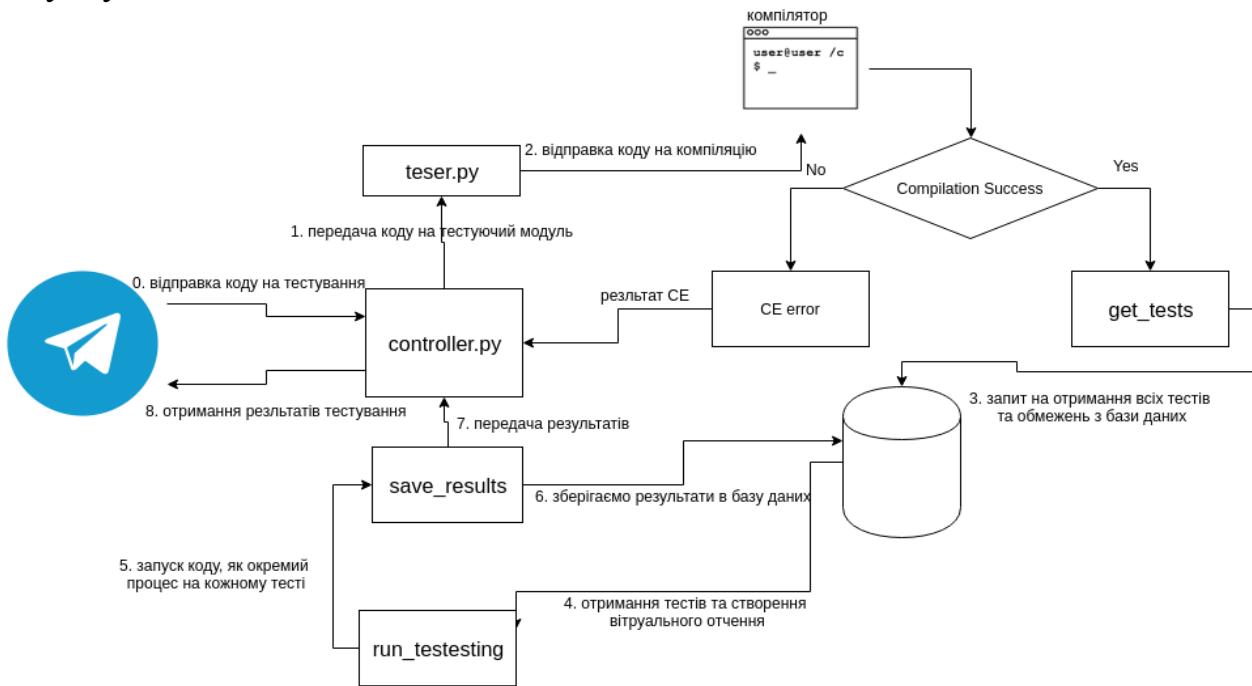 компілятор
user@user /c
$ _
2. відправка коду на компіляцію
teser.py
No
Compilation Success
Yes
1. передача коду на тестуючий модуль
0. відправка коду на тестування
резльтат CE
CE error
get_tests
controller.py
8. отримання резльтатів тестування
7. передача результатів
3. запит на отримання всіх тестів
та обмежень з бази даних
save_results
6. зберігаємо результати в базу даних
5. запуск коду, як окремий
процес на кожному тесті
4. отримання тестів та створення
вітруального отчення
run_testesting